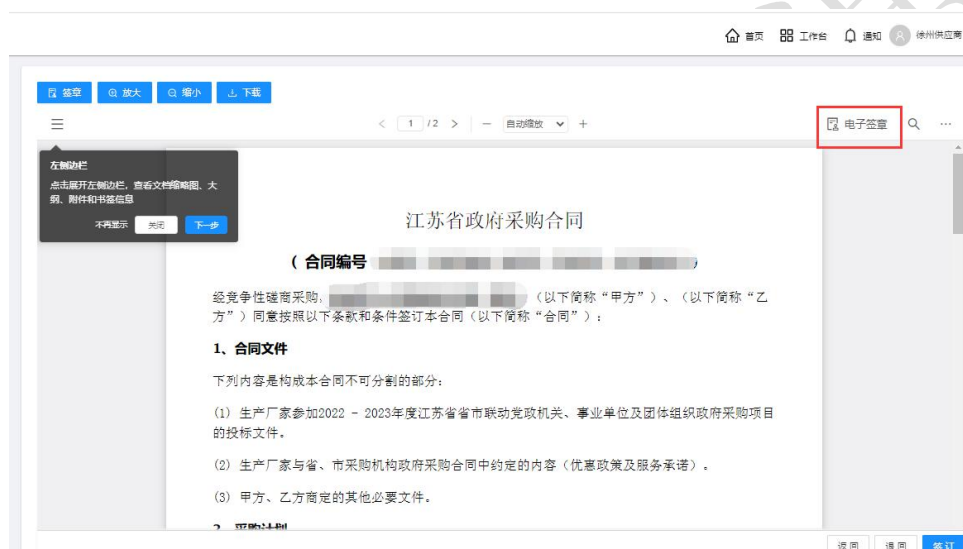 首页 工作台 通知 徐州供应商
签章 放大 缩小 下载
1 /2 自动缩放 电子签章 ···
左侧边栏
点击展开左侧边栏，查看文档缩略图、大
纲、附件和书签信息
不再显示 关闭 下一步
江苏省政府采购合同
(合同编号 )
经竞争性磋商采购, （以下简称“甲方”）、（以下简称“乙
方”）同意按照以下条款和条件签订本合同（以下简称“合同”）：
1、合同文件
下列内容是构成本合同不可分割的部分：
(1) 生产厂家参加2022 - 2023年度江苏省省市联动党政机关、事业单位及团体组织政府采购项目
的投标文件。
(2) 生产厂家与省、市采购机构政府采购合同中约定的内容（优惠政策及服务承诺）。
(3) 甲方、乙方商定的其他必要文件。
2、采购计划
返回 退回 签订